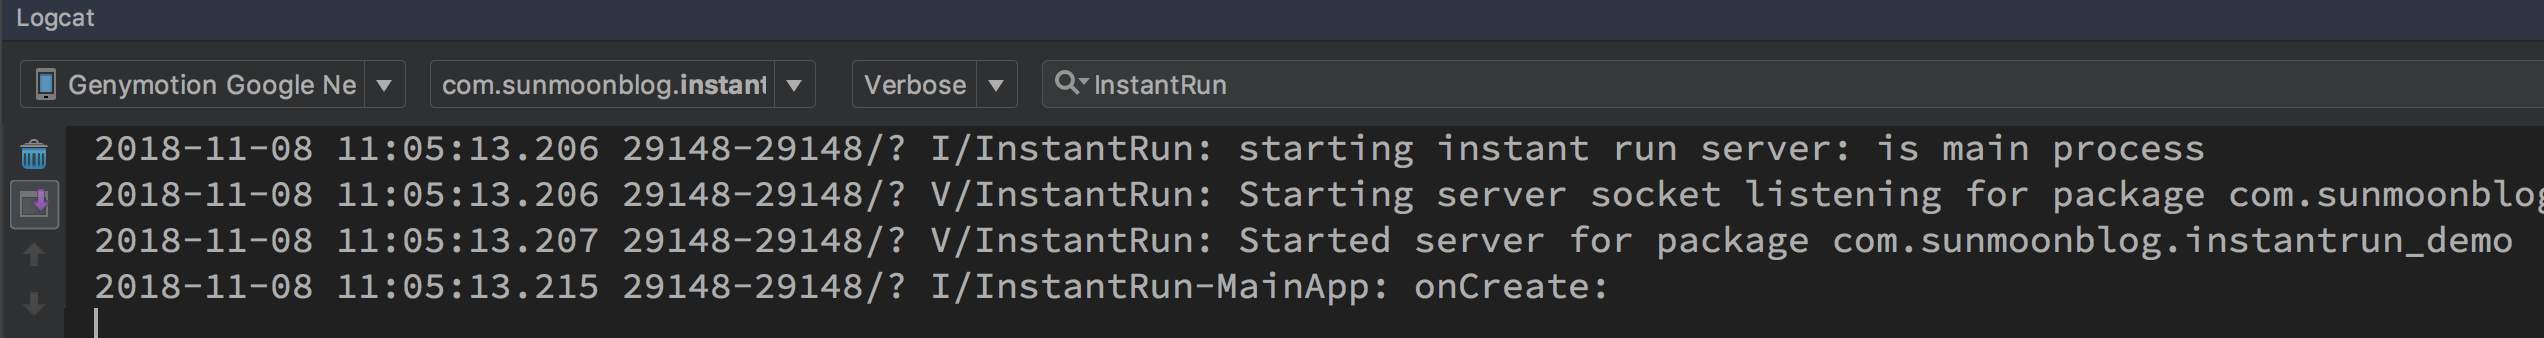 Logcat
Genymotion Google Ne com.sunmoonblog.instant Verbose InstantRun
2018-11-08 11:05:13.206 29148-29148/? I/InstantRun: starting instant run server: is main process
2018-11-08 11:05:13.206 29148-29148/? V/InstantRun: Starting server socket listening for package com.sunmoonblog
2018-11-08 11:05:13.207 29148-29148/? V/InstantRun: Started server for package com.sunmoonblog.instantrun_demo
2018-11-08 11:05:13.215 29148-29148/? I/InstantRun-MainApp: onCreate: